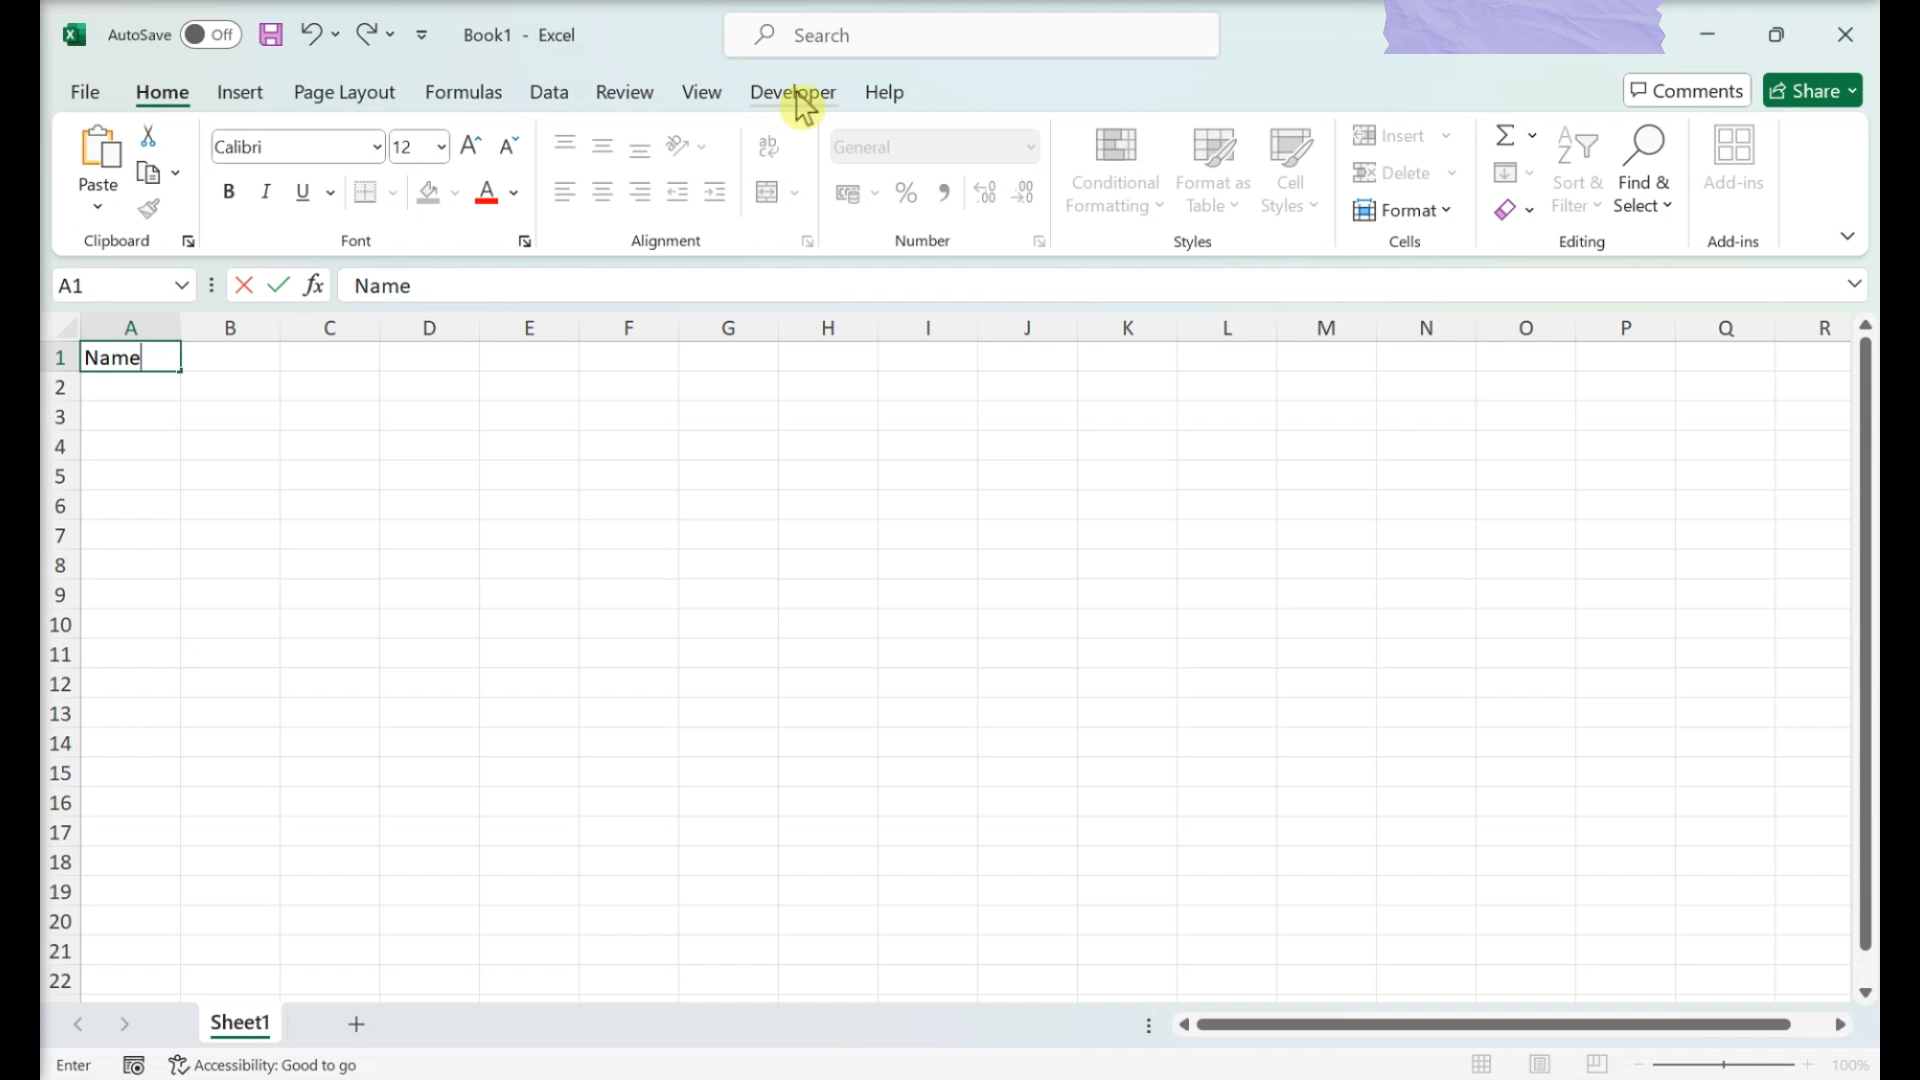 AutoSave Off Book1 - Excel Search
File Home Insert Page Layout Formulas Data Review View Developer Help Comments Share
Calibri 12 General Insert
Paste Conditional Formatting Format as Table Cell Styles Delete Sort & Filter Find & Select Add-ins
B I U % Format
Clipboard Font Alignment Number Styles Cells Editing Add-ins
A1 fx Name
A B C D E F G H I J K L M N O P Q R
1 Name
2
3
4
5
6
7
8
9
10
11
12
13
14
15
16
17
18
19
20
21
22
Sheet1
Enter Accessibility: Good to go 100%